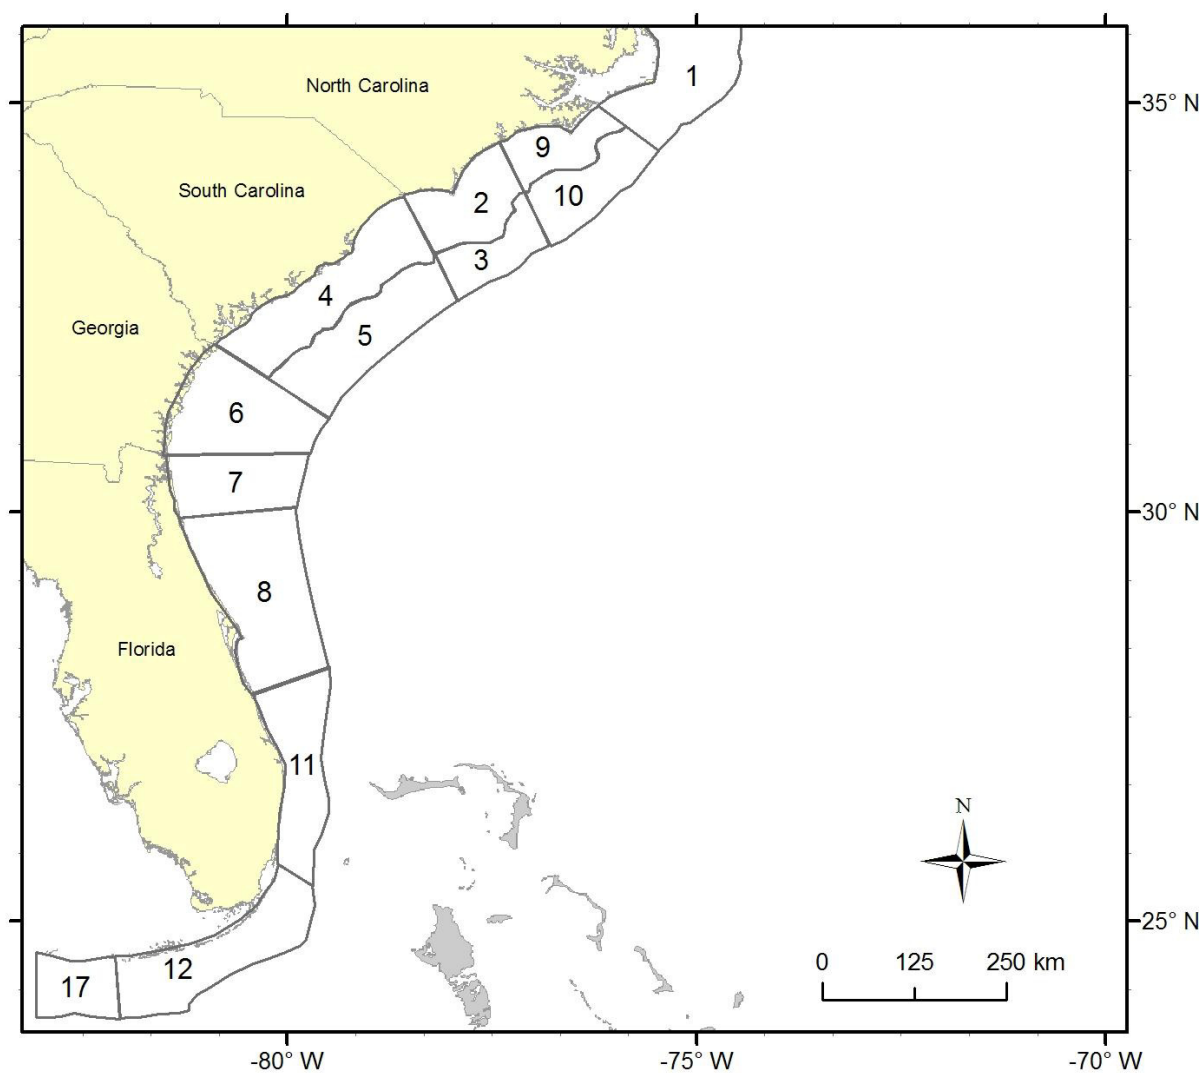 North Carolina
1
35° N
9
South Carolina
2
10
3
4
Georgia
5
6
7
30° N
8
Florida
11
N
25° N
0 125 250 km
12
17
-80° W -75° W -70° W